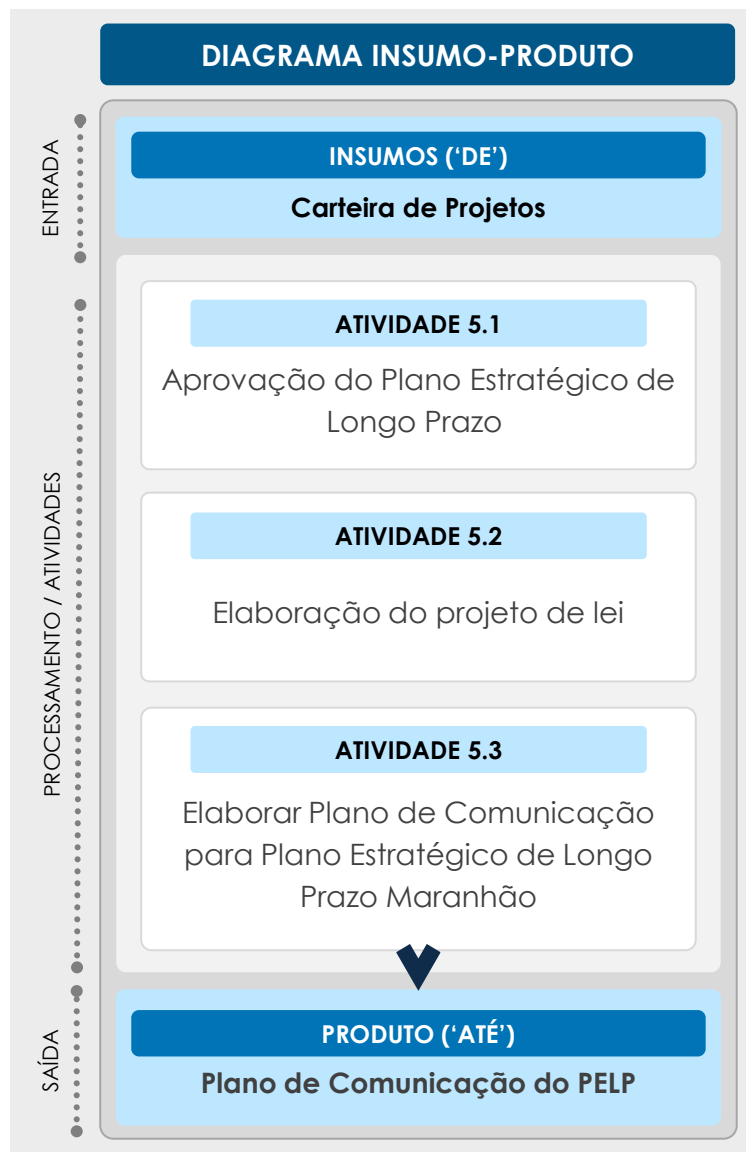 DIAGRAMA INSUMO-PRODUTO
ENTRADA
INSUMOS (‘DE’)
Carteira de Projetos
PROCESSAMENTO / ATIVIDADES
ATIVIDADE 5.1
Aprovação do Plano Estratégico de
Longo Prazo
ATIVIDADE 5.2
Elaboração do projeto de lei
ATIVIDADE 5.3
Elaborar Plano de Comunicação
para Plano Estratégico de Longo
Prazo Maranhão
SAÍDA
PRODUTO (‘ATÉ’)
Plano de Comunicação do PELP